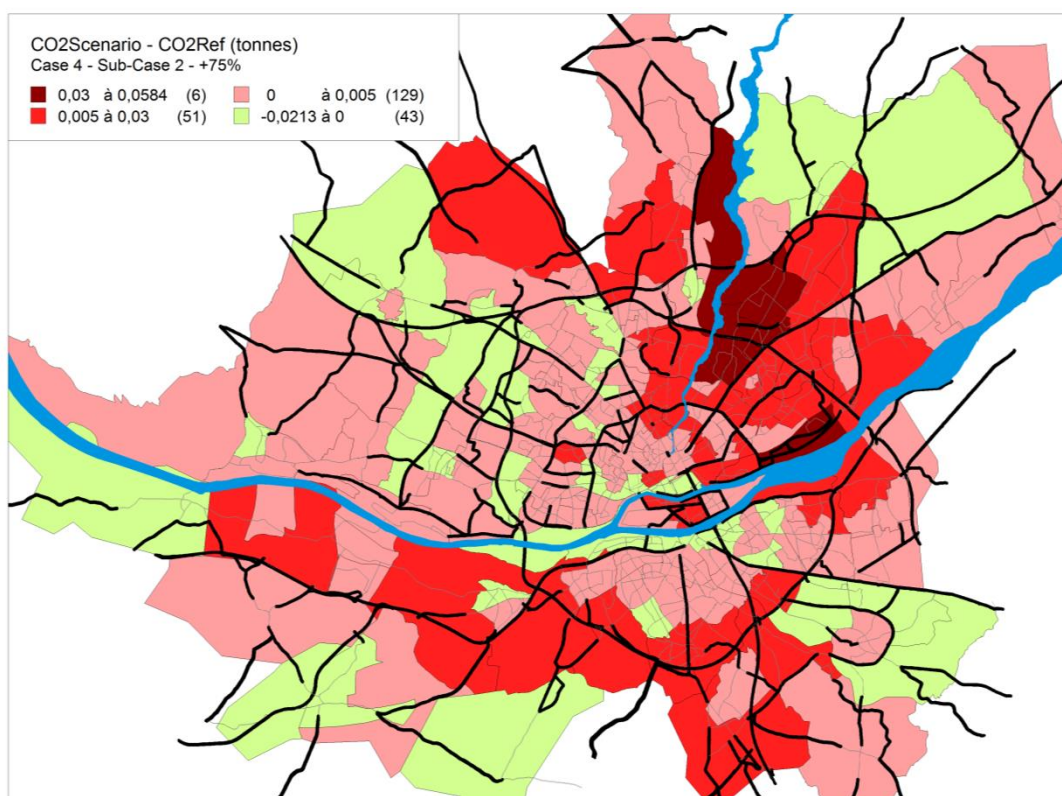 CO2Scenario - CO2Ref (tonnes)
Case 4 - Sub-Case 2 - +75%
0,03 à 0,0584 (6) 0 à 0,005 (129)
0,005 à 0,03 (51) -0,0213 à 0 (43)